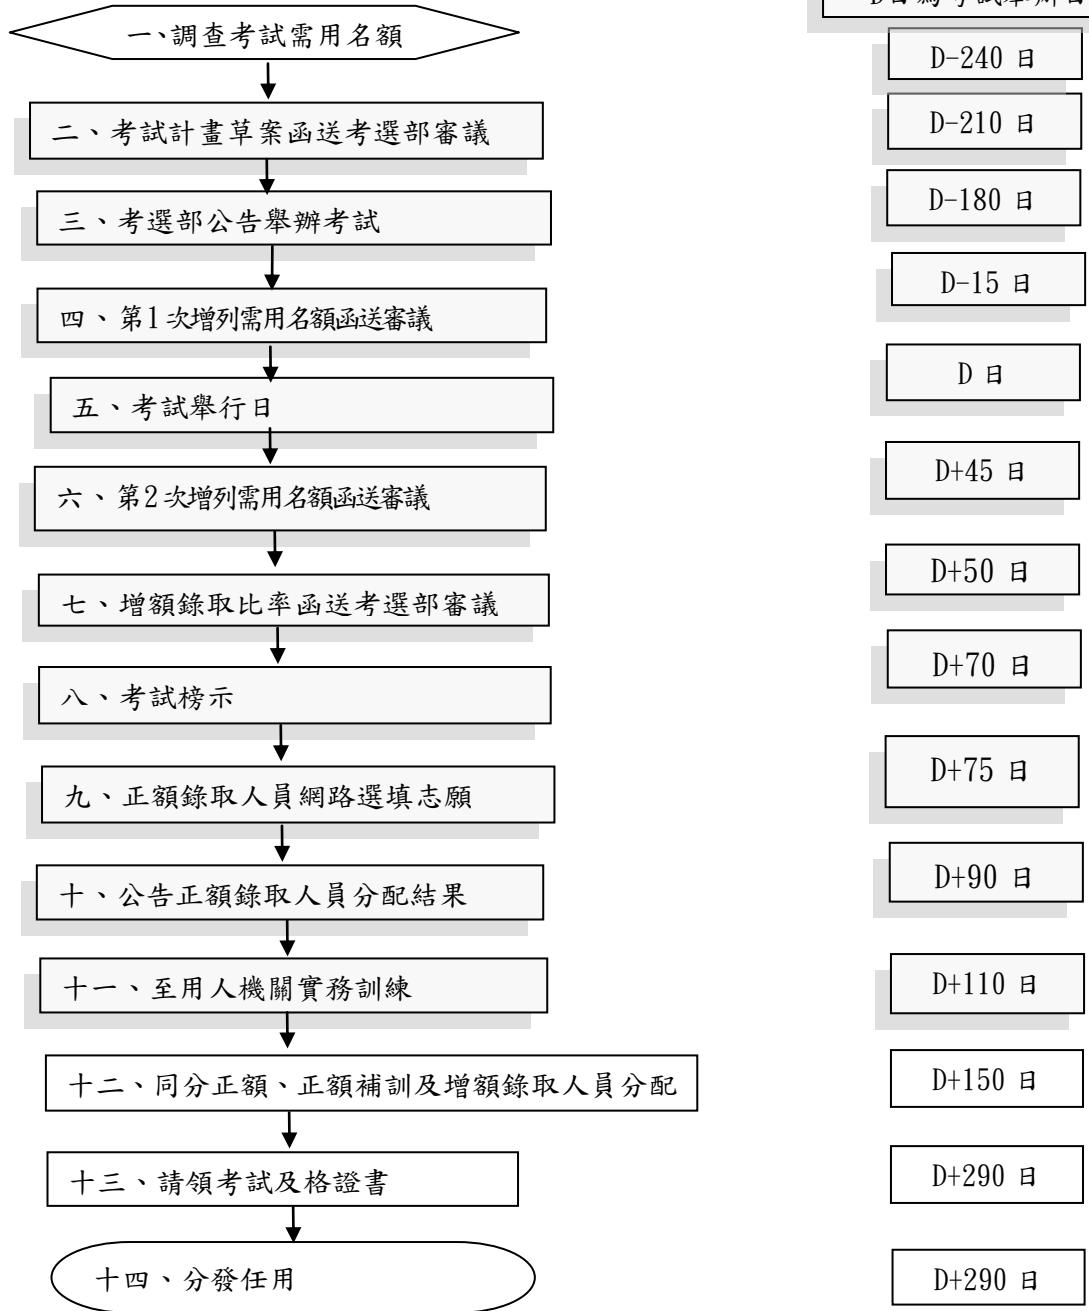 D日為考試舉辦日
一、調查考試需用名額
D-240 日
二、考試計畫草案函送考選部審議
D-210 日
三、考選部公告舉辦考試
D-180 日
四、第1次增列需用名額函送審議
D-15 日
五、考試舉行日
D 日
六、第2次增列需用名額函送審議
D+45 日
七、增額錄取比率函送考選部審議
D+50 日
八、考試榜示
D+70 日
九、正額錄取人員網路選填志願
D+75 日
十、公告正額錄取人員分配結果
D+90 日
十一、至用人機關實務訓練
D+110 日
十二、同分正額、正額補訓及增額錄取人員分配
D+150 日
十三、請領考試及格證書
D+290 日
十四、分發任用
D+290 日